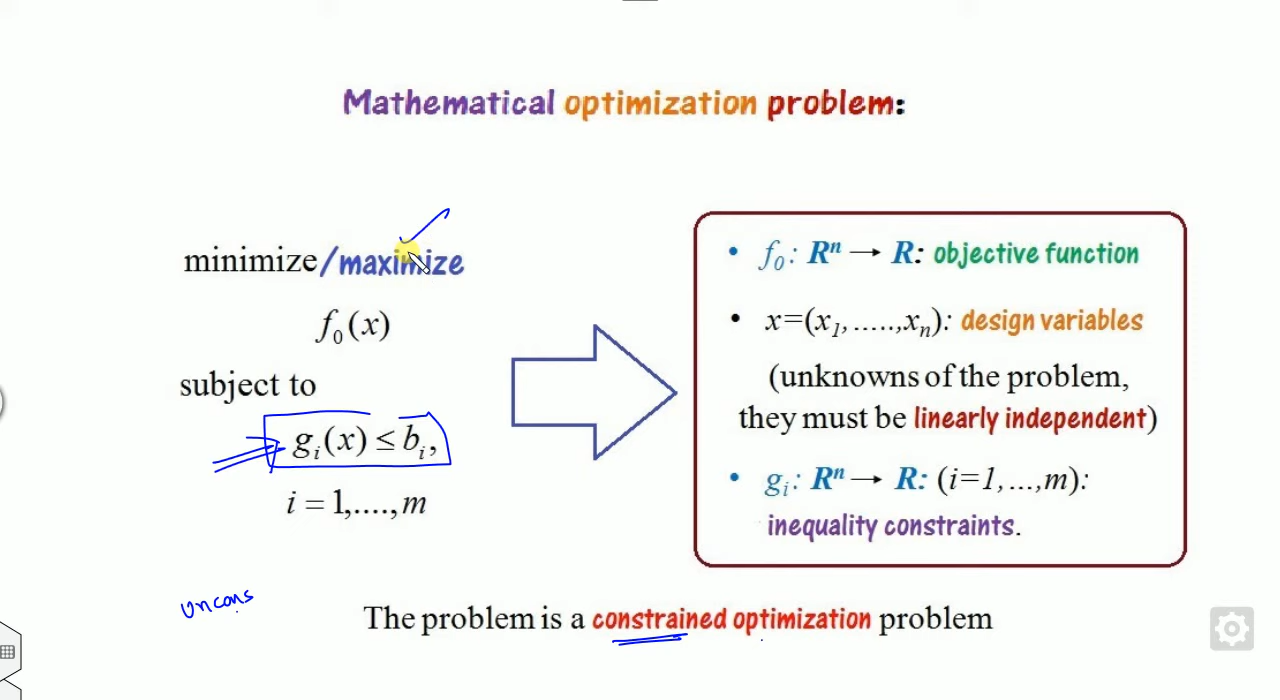 Mathematical optimization problem:
minimize/maximize
f₀(x)
subject to
gᵢ(x) ≤ bᵢ,
i = 1,....,m
• f₀: Rⁿ → R: objective function
• x=(x₁,.....,xₙ): design variables
(unknowns of the problem,
they must be linearly independent)
• gᵢ: Rⁿ → R: (i=1,...,m):
inequality constraints.
uncons
The problem is a constrained optimization problem